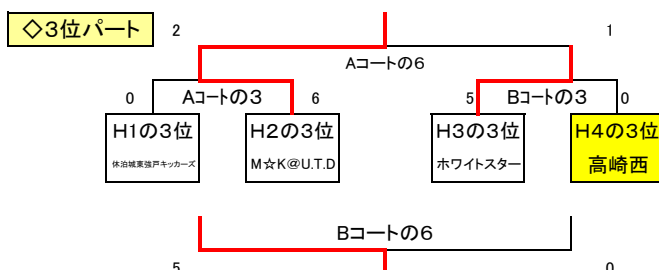 ◇3位パート 2 1
Aコートの6
0 Aコートの3 6 5 Bコートの3 0
H1の3位 H2の3位 H3の3位 H4の3位
休泊城東強戸キッカーズ M☆K@U.T.D ホワイトスター 高崎西
Bコートの6
5 0